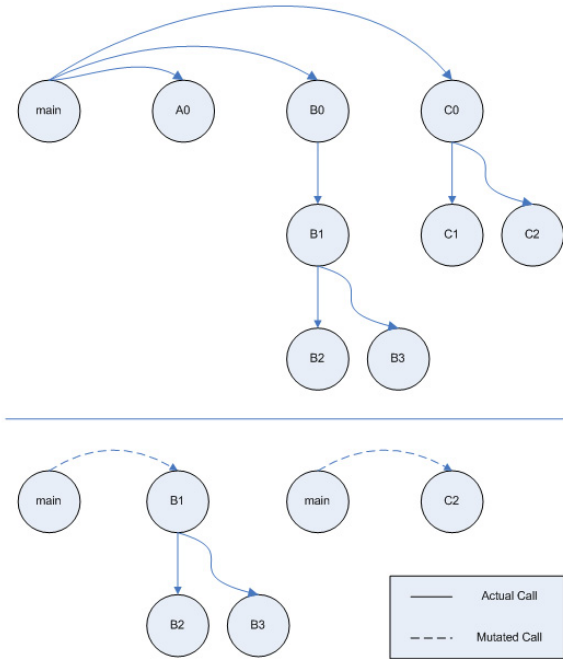 main
A0
B0
C0
B1
C1
C2
B2
B3
main
B1
main
C2
B2
B3
Actual Call
Mutated Call